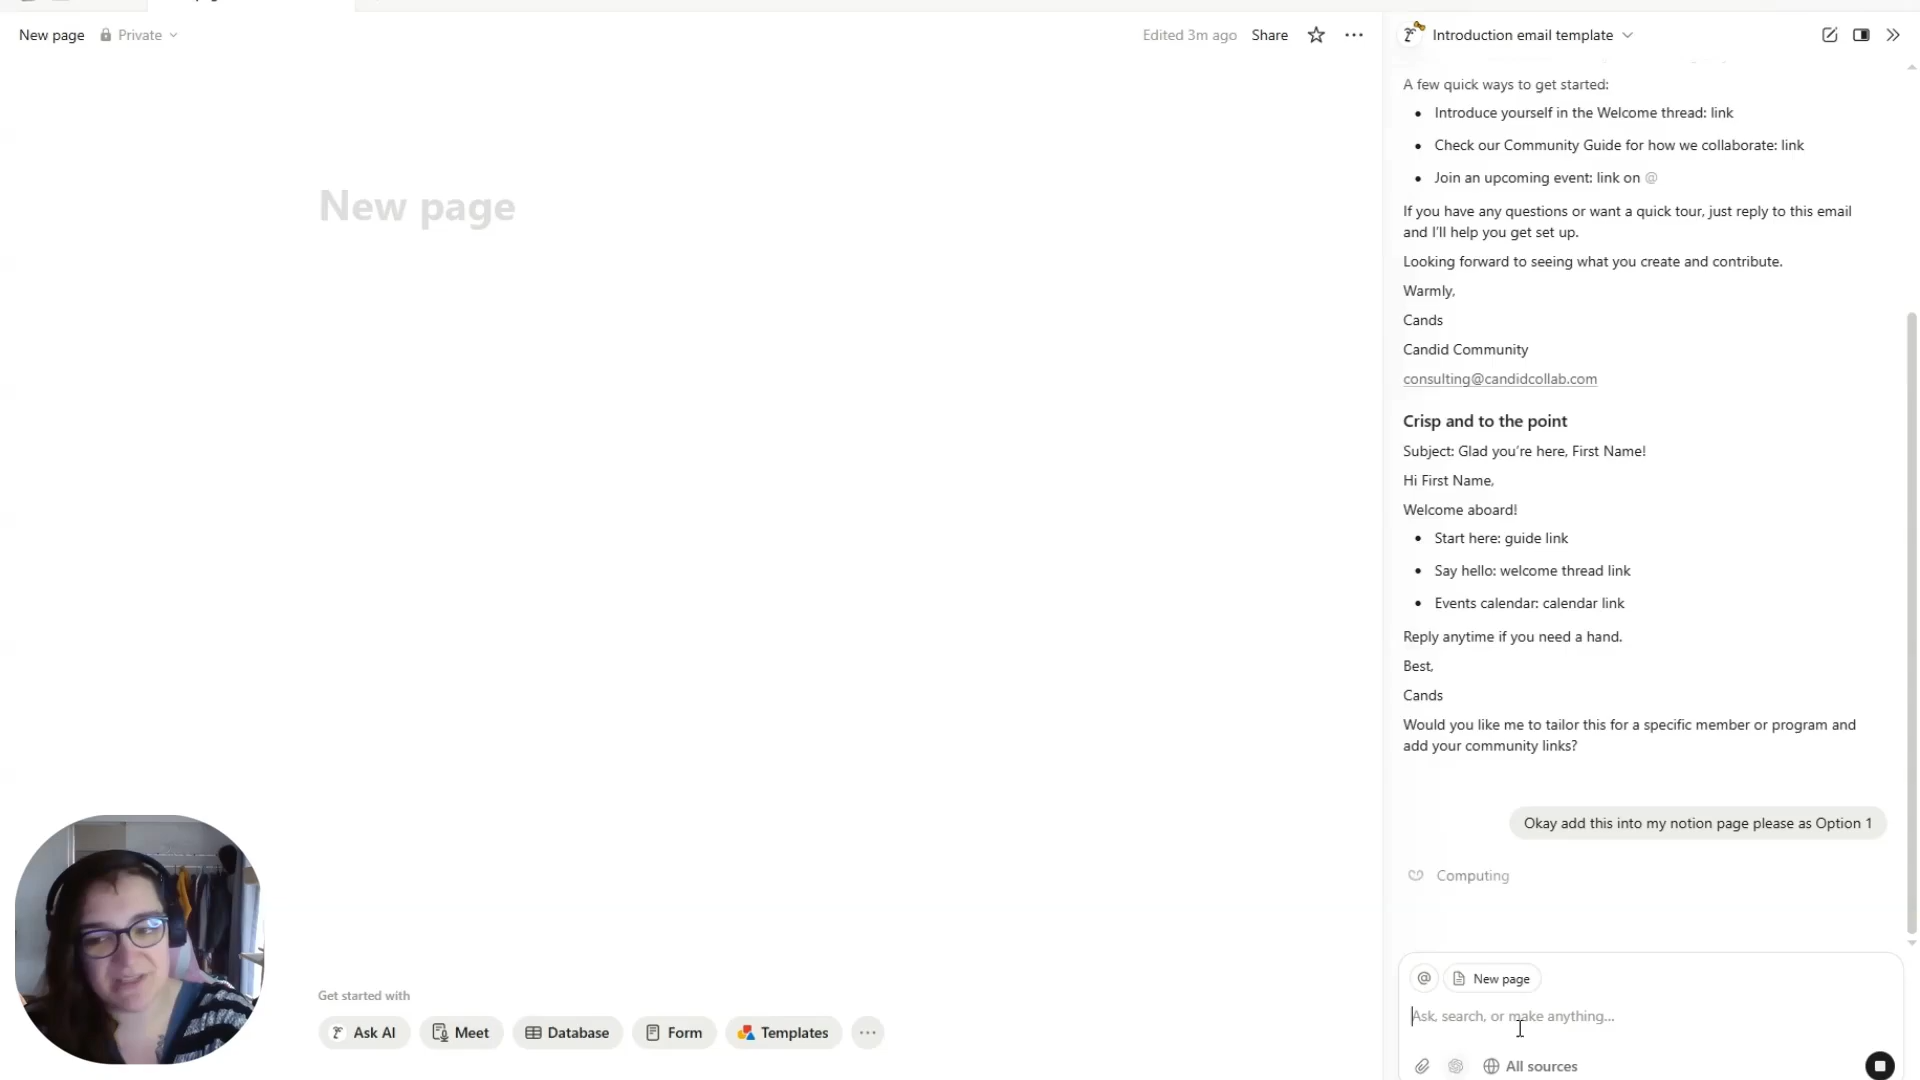 New page
Private
Edited 3m ago
Share
Introduction email template
A few quick ways to get started:
• Introduce yourself in the Welcome thread: link
• Check our Community Guide for how we collaborate: link
• Join an upcoming event: link on @
If you have any questions or want a quick tour, just reply to this email
and I’ll help you get set up.
Looking forward to seeing what you create and contribute.
Warmly,
Cands
Candid Community
consulting@candidcollab.com
Crisp and to the point
Subject: Glad you’re here, First Name!
Hi First Name,
Welcome aboard!
• Start here: guide link
• Say hello: welcome thread link
• Events calendar: calendar link
Reply anytime if you need a hand.
Best,
Cands
Would you like me to tailor this for a specific member or program and
add your community links?
Okay add this into my notion page please as Option 1
Computing
@ New page
Ask, search, or make anything...
All sources
New page
Get started with
Ask AI
Meet
Database
Form
Templates